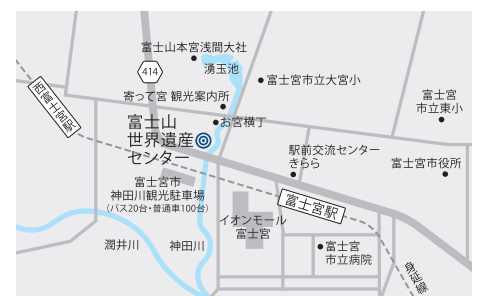 富士山本宮浅間大社
414
湧玉池
富士宮市立大宮小
西富士宮駅
寄って宮 観光案内所
富士宮
市立東小
お宮横丁
富士山
世界遺産
センター
駅前交流センター
きらら
富士宮市役所
富士宮市
神田川観光駐車場
（バス20台・普通車100台）
富士宮駅
イオンモール
富士宮
潤井川
神田川
富士宮
市立病院
身延線